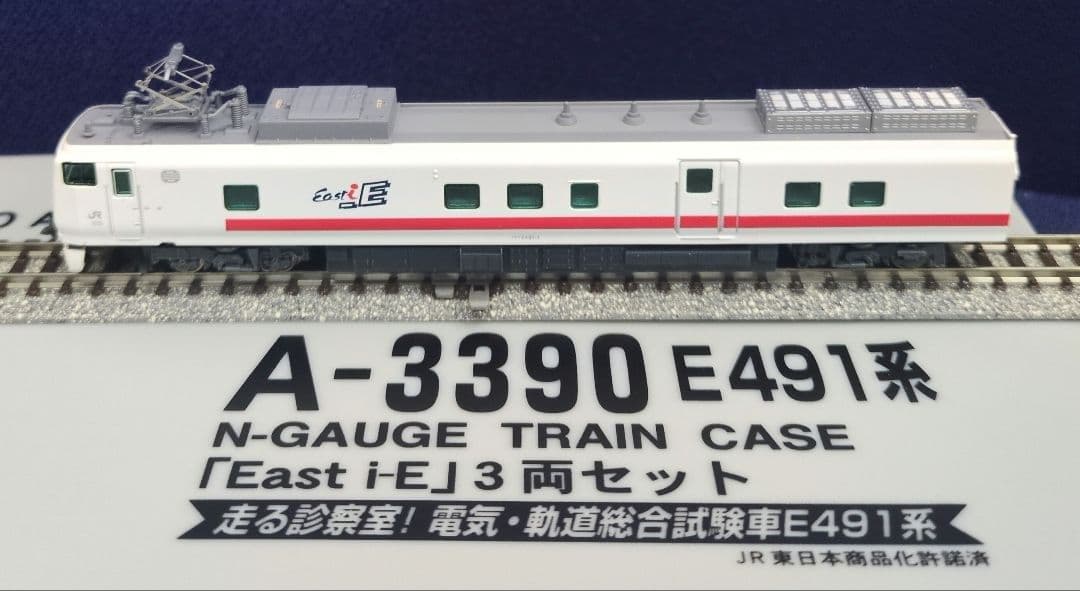 East i-E
JR
A-3390 E491系
N-GAUGE TRAIN CASE
「East i-E」3両セット
走る診察室!電気・軌道総合試験車E491系
JR東日本商品化許諾済